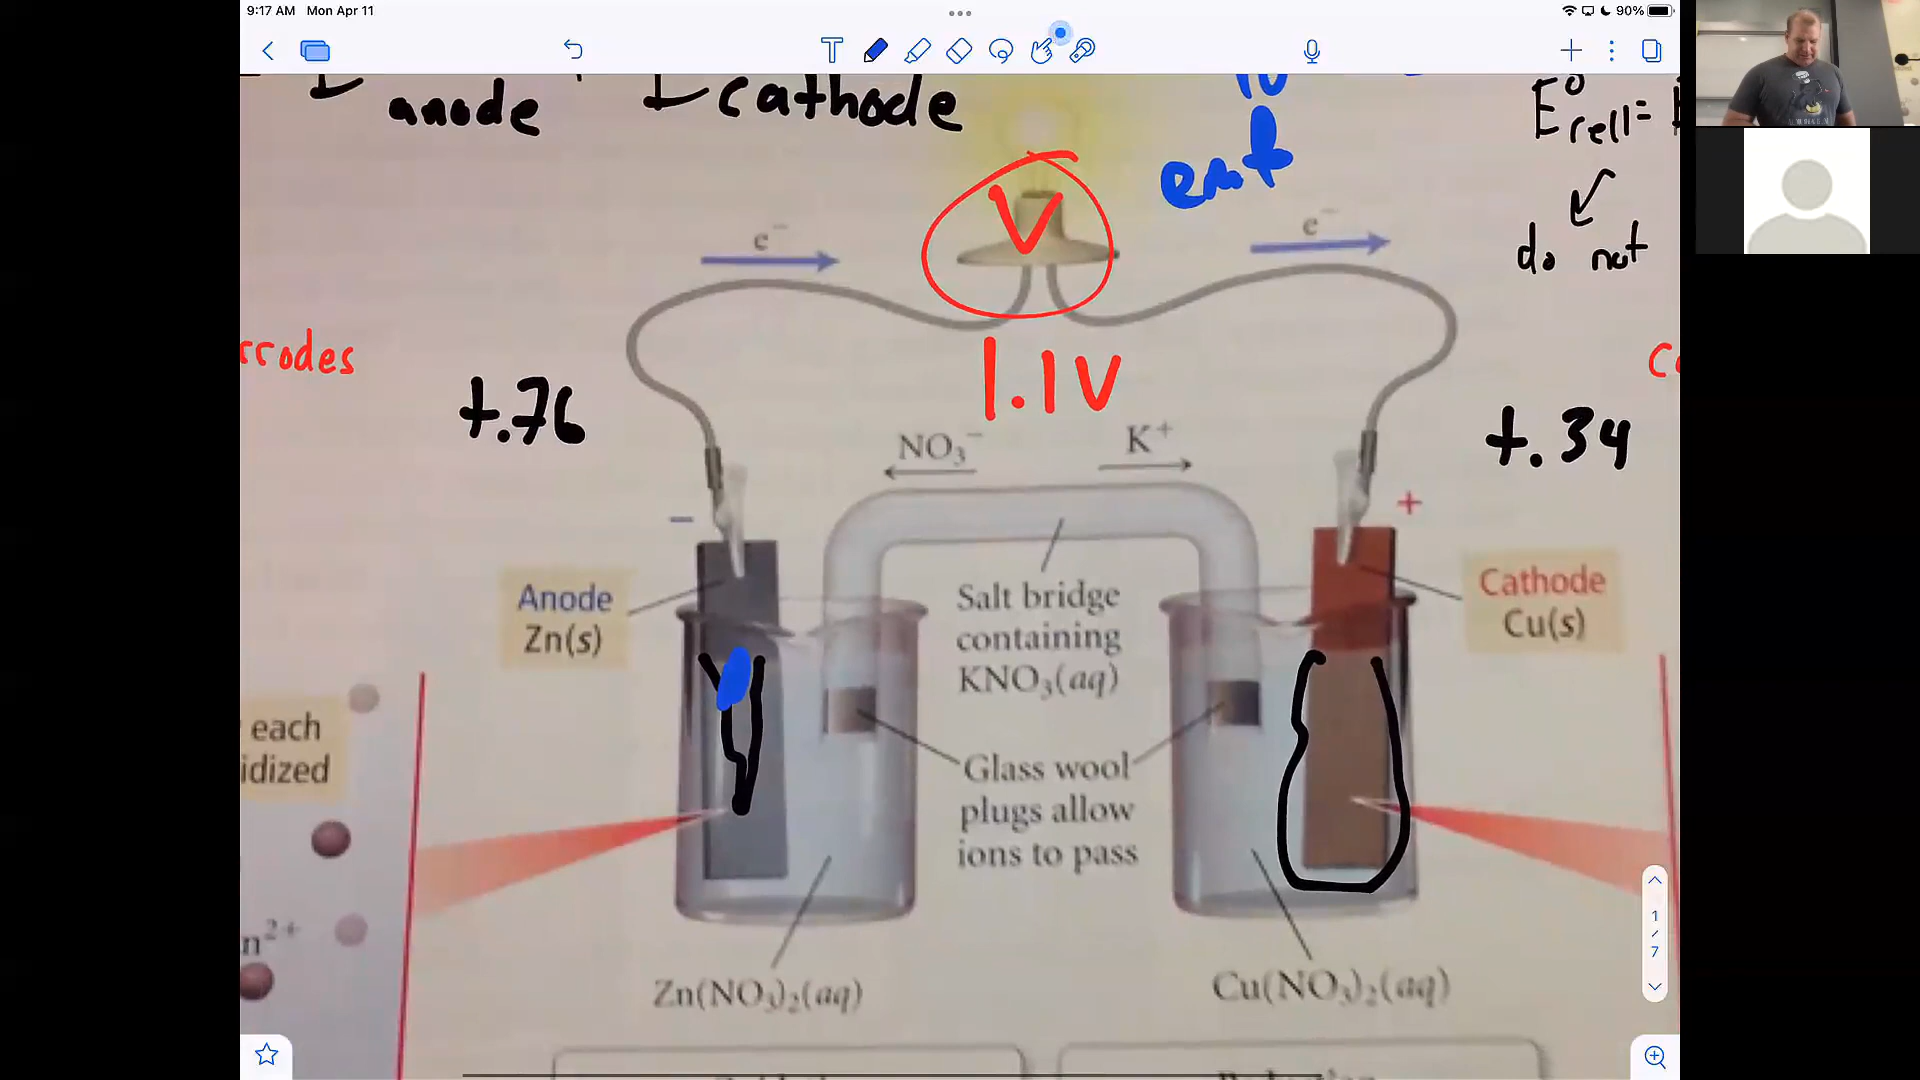 9:17 AM Mon Apr 11
90%
anode
cathode
E°cell=
do not
emf
e⁻
e⁻
V
1.1V
rodes
+.76
+.34
NO₃⁻
K⁺
−
+
Anode
Zn(s)
Salt bridge
containing
KNO₃(aq)
Cathode
Cu(s)
each
idized
Glass wool
plugs allow
ions to pass
n²⁺
Zn(NO₃)₂(aq)
Cu(NO₃)₂(aq)
1
/
7